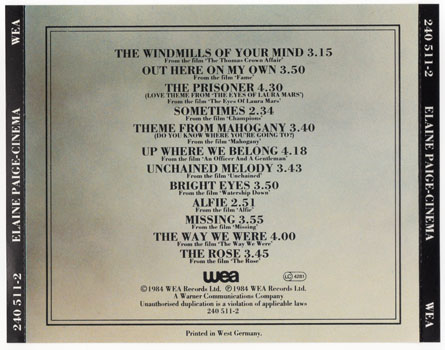 240 511-2 ELAINE PAIGE-CINEMA WEA
THE WINDMILLS OF YOUR MIND 3.15
From the film 'The Thomas Crown Affair'
OUT HERE ON MY OWN 3.50
From the film 'Fame'
THE PRISONER 4.30
(LOVE THEME FROM 'THE EYES OF LAURA MARS')
From the film 'The Eyes Of Laura Mars'
SOMETIMES 2.34
From the film 'Champions'
THEME FROM MAHOGANY 3.40
(DO YOU KNOW WHERE YOU'RE GOING TO?)
From the film 'Mahogany'
UP WHERE WE BELONG 4.18
From the film 'An Officer And A Gentleman'
UNCHAINED MELODY 3.43
From the film 'Unchained'
BRIGHT EYES 3.50
From the film 'Watership Down'
ALFIE 2.51
From the film 'Alfie'
MISSING 3.55
From the film 'Missing'
THE WAY WE WERE 4.00
From the film 'The Way We Were'
THE ROSE 3.45
From the film 'The Rose'
wea
LC 4281
© 1984 WEA Records Ltd. ℗ 1984 WEA Records Ltd.
A Warner Communications Company
Unauthorised duplication is a violation of applicable laws
240 511-2
Printed in West Germany.
240 511-2 ELAINE PAIGE-CINEMA WEA